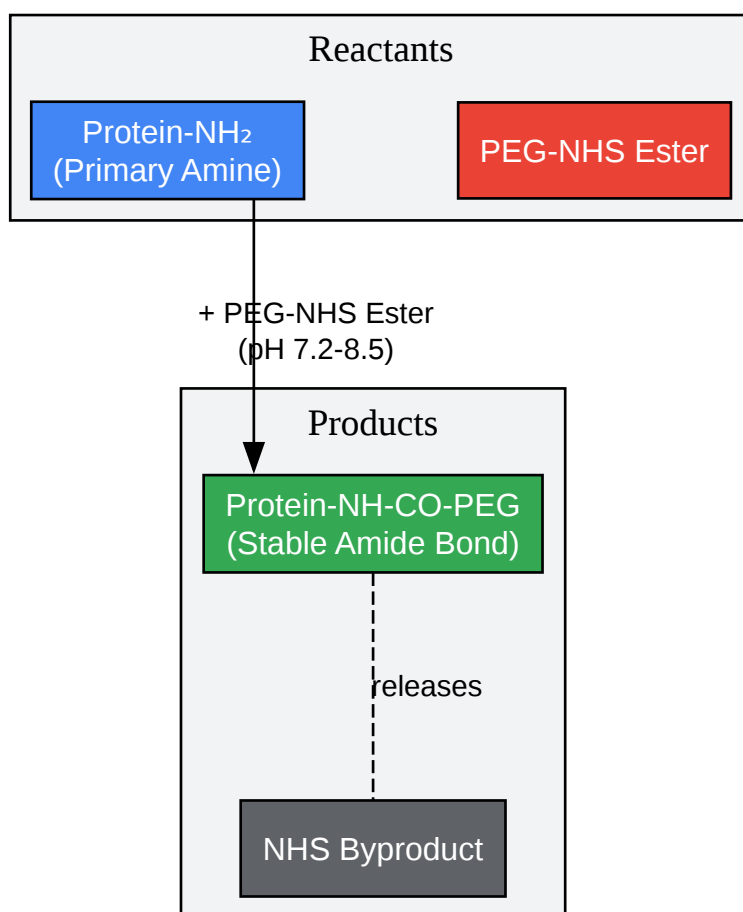 Reactants
Protein-NH₂
(Primary Amine)
PEG-NHS Ester
+ PEG-NHS Ester
(pH 7.2-8.5)
Products
Protein-NH-CO-PEG
(Stable Amide Bond)
releases
NHS Byproduct